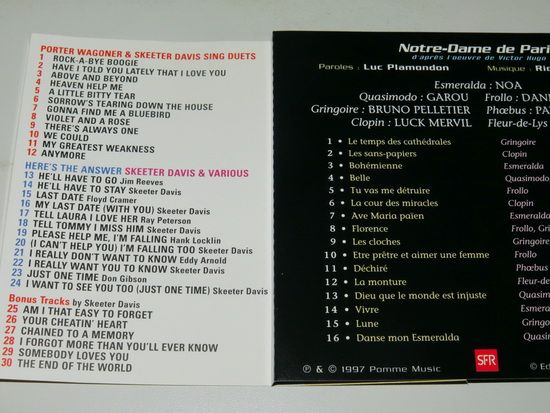 PORTER WAGONER & SKEETER DAVIS SING DUETS
1 ROCK-A-BYE BOOGIE
2 HAVE I TOLD YOU LATELY THAT I LOVE YOU
3 ABOVE AND BEYOND
4 HEAVEN HELP ME
5 A LITTLE BITTY TEAR
6 SORROW'S TEARING DOWN THE HOUSE
7 GONNA FIND ME A BLUEBIRD
8 VIOLET AND A ROSE
9 THERE'S ALWAYS ONE
10 WE COULD
11 MY GREATEST WEAKNESS
12 ANYMORE
HERE'S THE ANSWER SKEETER DAVIS & VARIOUS
13 HE'LL HAVE TO GO Jim Reeves
14 HE'LL HAVE TO STAY Skeeter Davis
15 LAST DATE Floyd Cramer
16 MY LAST DATE (WITH YOU) Skeeter Davis
17 TELL LAURA I LOVE HER Ray Peterson
18 TELL TOMMY I MISS HIM Skeeter Davis
19 PLEASE HELP ME, I'M FALLING Hank Locklin
20 (I CAN'T HELP YOU) I'M FALLING TOO Skeeter Davis
21 I REALLY DON'T WANT TO KNOW Eddy Arnold
22 I REALLY WANT YOU TO KNOW Skeeter Davis
23 JUST ONE TIME Don Gibson
24 I WANT TO SEE YOU TOO (JUST ONE TIME) Skeeter Davis
Bonus Tracks by Skeeter Davis
25 AM I THAT EASY TO FORGET
26 YOUR CHEATIN' HEART
27 CHAINED TO A MEMORY
28 I FORGOT MORE THAN YOU'LL EVER KNOW
29 SOMEBODY LOVES YOU
30 THE END OF THE WORLD
Notre-Dame de Pari
d'après l'oeuvre de Victor Hugo
Paroles : Luc Plamondon Musique : Ric
Esmeralda : NOA
Quasimodo : GAROU Frollo : DANI
Gringoire : BRUNO PELLETIER Phœbus : PA
Clopin : LUCK MERVIL Fleur-de-Lys
1 • Le temps des cathédrales Gringoire
2 • Les sans-papiers Clopin
3 • Bohémienne Esmeralda
4 • Belle Quasimodo
5 • Tu vas me détruire Frollo
6 • La cour des miracles Clopin
7 • Ave Maria païen Esmeralda
8 • Florence Frollo, Gri
9 • Les cloches Gringoire
10 • Etre prêtre et aimer une femme Frollo
11 • Déchiré Phœbus
12 • La monture Fleur-de
13 • Dieu que le monde est injuste Quasimo
14 • Vivre Esmeral
15 • Lune Gring
16 • Danse mon Esmeralda Quasi
℗ & © 1997 Pomme Music SFR © Ed